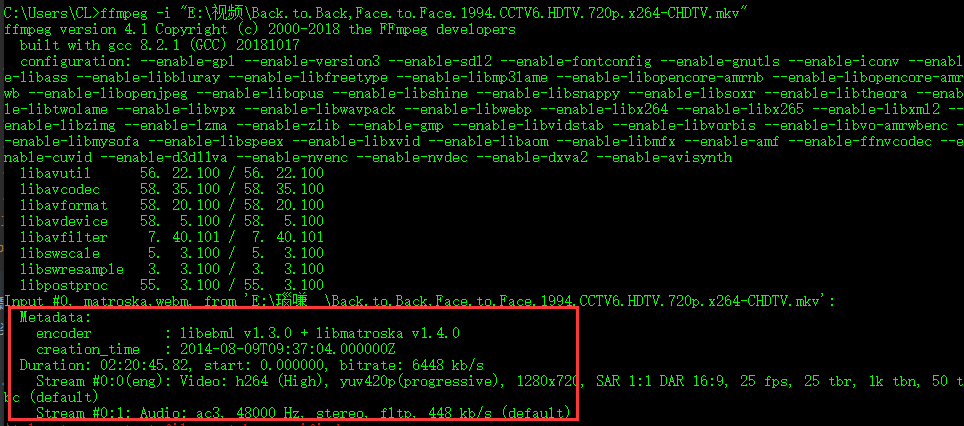 C:\Users\CL>ffmpeg -i "E:\视频\Back.to.Back,Face.to.Face.1994.CCTV6.HDTV.720p.x264-CHDTV.mkv"
ffmpeg version 4.1 Copyright (c) 2000-2018 the FFmpeg developers
built with gcc 8.2.1 (GCC) 20181017
configuration: --enable-gpl --enable-version3 --enable-sdl2 --enable-fontconfig --enable-gnutls --enable-iconv --enabl
e-libass --enable-libbluray --enable-libfreetype --enable-libmp3lame --enable-libopencore-amrnb --enable-libopencore-amr
wb --enable-libopenjpeg --enable-libopus --enable-libshine --enable-libsnappy --enable-libsoxr --enable-libtheora --enab
le-libtwolame --enable-libvpx --enable-libwavpack --enable-libwebp --enable-libx264 --enable-libx265 --enable-libxml2 --
enable-libzimg --enable-lzma --enable-zlib --enable-gmp --enable-libvidstab --enable-libvorbis --enable-libvo-amrwbenc -
-enable-libmysofa --enable-libspeex --enable-libxvid --enable-libaom --enable-libmfx --enable-amf --enable-ffnvcodec --e
nable-cuvid --enable-d3d11va --enable-nvenc --enable-nvdec --enable-dxva2 --enable-avisynth
libavutil 56. 22.100 / 56. 22.100
libavcodec 58. 35.100 / 58. 35.100
libavformat 58. 20.100 / 58. 20.100
libavdevice 58. 5.100 / 58. 5.100
libavfilter 7. 40.101 / 7. 40.101
libswscale 5. 3.100 / 5. 3.100
libswresample 3. 3.100 / 3. 3.100
libpostproc 55. 3.100 / 55. 3.100
Input #0, matroska,webm, from 'E:\瑙嗛\Back.to.Back,Face.to.Face.1994.CCTV6.HDTV.720p.x264-CHDTV.mkv':
Metadata:
encoder : libebml v1.3.0 + libmatroska v1.4.0
creation_time : 2014-08-09T09:37:04.000000Z
Duration: 02:20:45.82, start: 0.000000, bitrate: 6448 kb/s
Stream #0:0(eng): Video: h264 (High), yuv420p(progressive), 1280x720, SAR 1:1 DAR 16:9, 25 fps, 25 tbr, 1k tbn, 50 t
bc (default)
Stream #0:1: Audio: ac3, 48000 Hz, stereo, fltp, 448 kb/s (default)